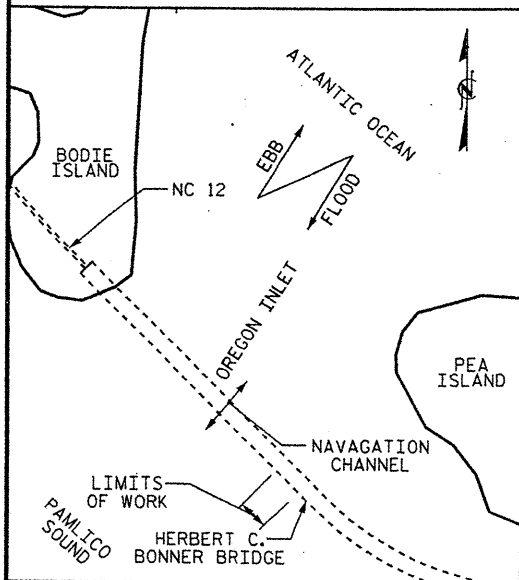 ATLANTIC OCEAN
N
EBB
FLOOD
BODIE
ISLAND
NC 12
OREGON INLET
PEA
ISLAND
NAVAGATION
CHANNEL
LIMITS
OF WORK
PAMLICO
SOUND
HERBERT C.
BONNER BRIDGE